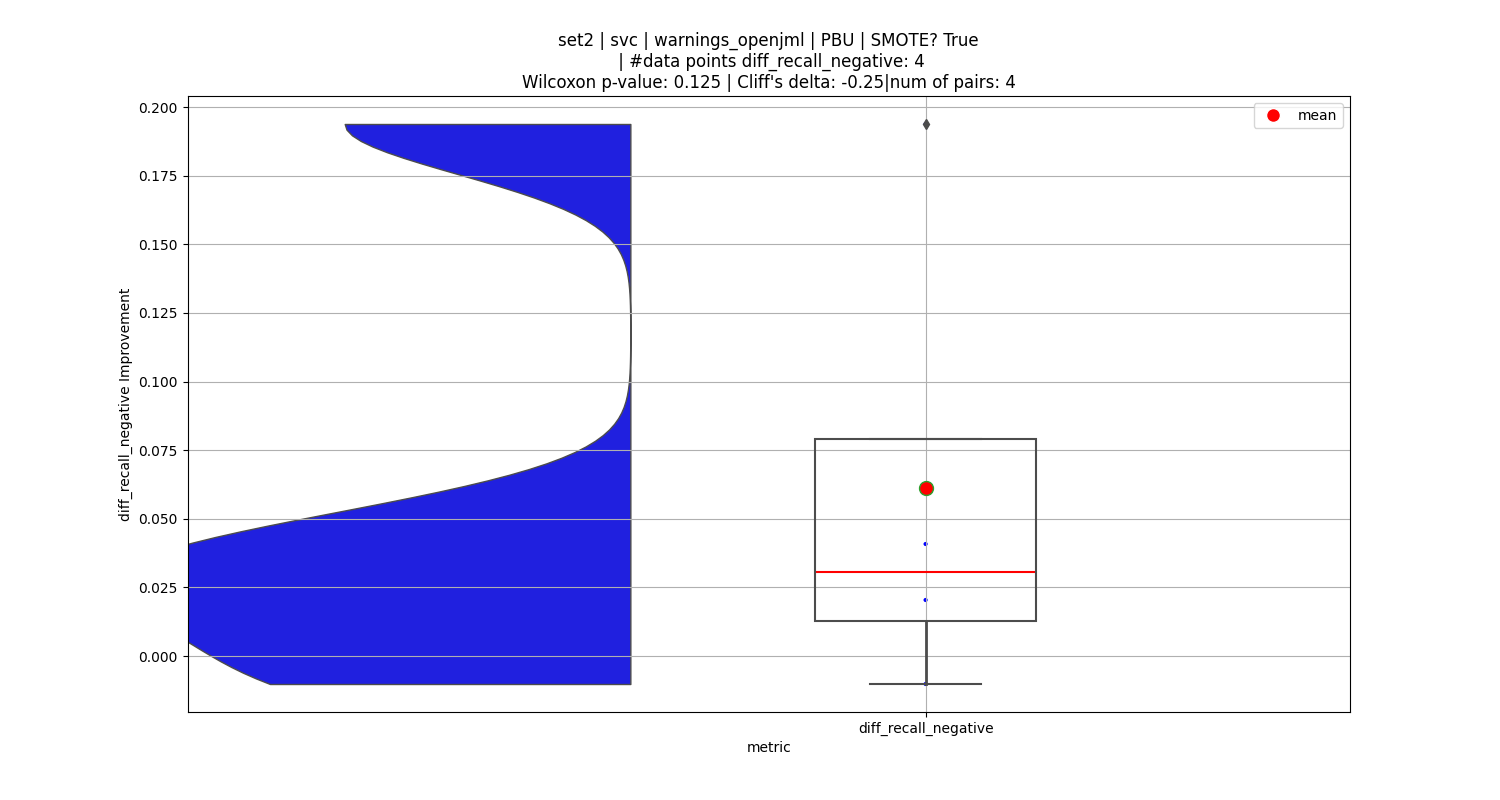 set2 | svc | warnings_openjml | PBU | SMOTE? True
| #data points diff_recall_negative: 4
Wilcoxon p-value: 0.125 | Cliff's delta: -0.25|num of pairs: 4
mean
0.200
0.175
0.150
0.125
0.100
0.075
0.050
0.025
0.000
diff_recall_negative Improvement
diff_recall_negative
metric